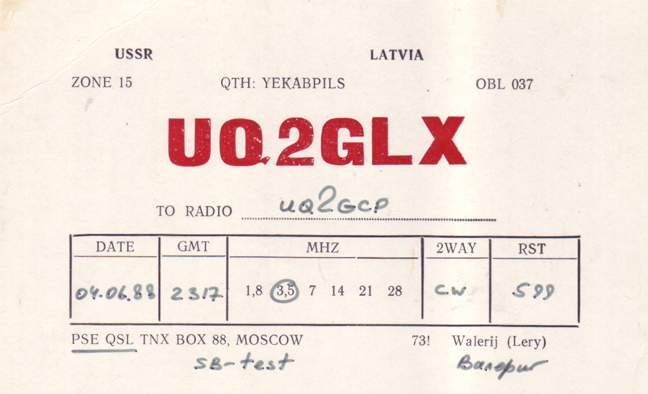 USSR LATVIA
ZONE 15 QTH: YEKABPILS OBL 037
UQ2GLX
TO RADIO UQ2GCP
DATE GMT MHZ 2WAY RST
04.06.88 2317 1,8 3,5 7 14 21 28 CW 599
PSE QSL TNX BOX 88, MOSCOW 73! Walerij (Lery)
SB-test Валерий